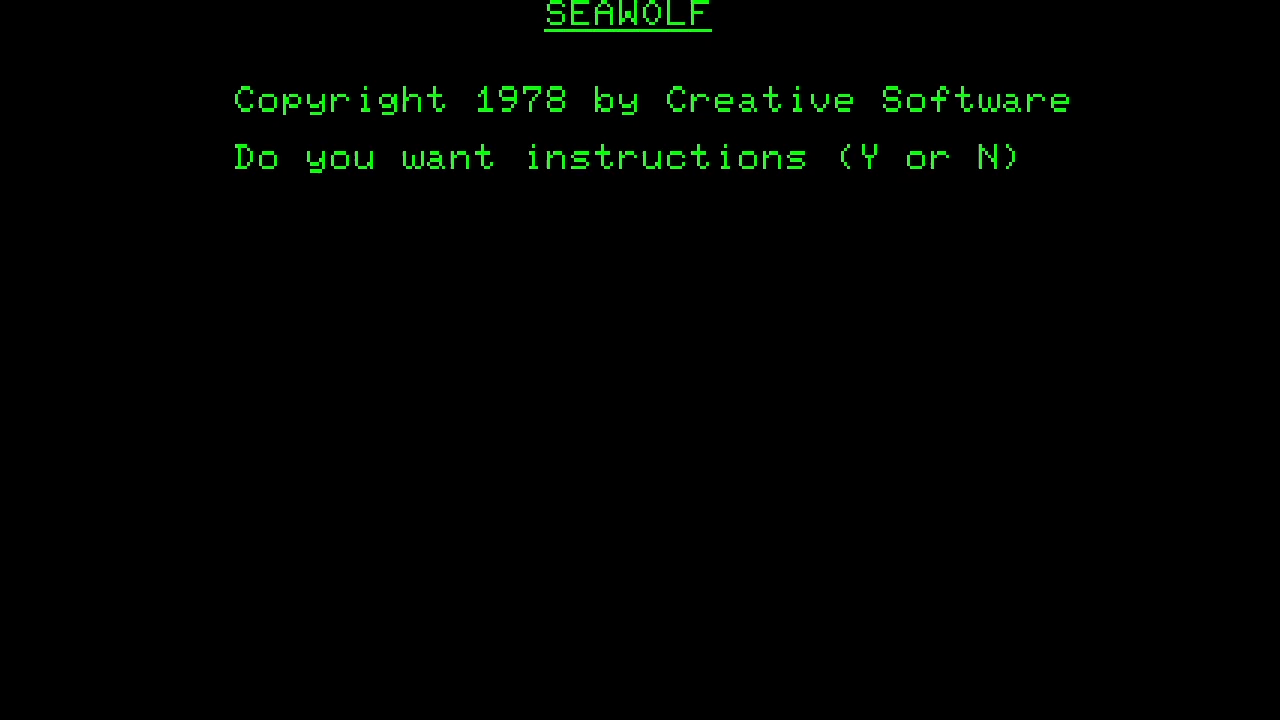 SEAWOLF
Copyright 1978 by Creative Software
Do you want instructions (Y or N)